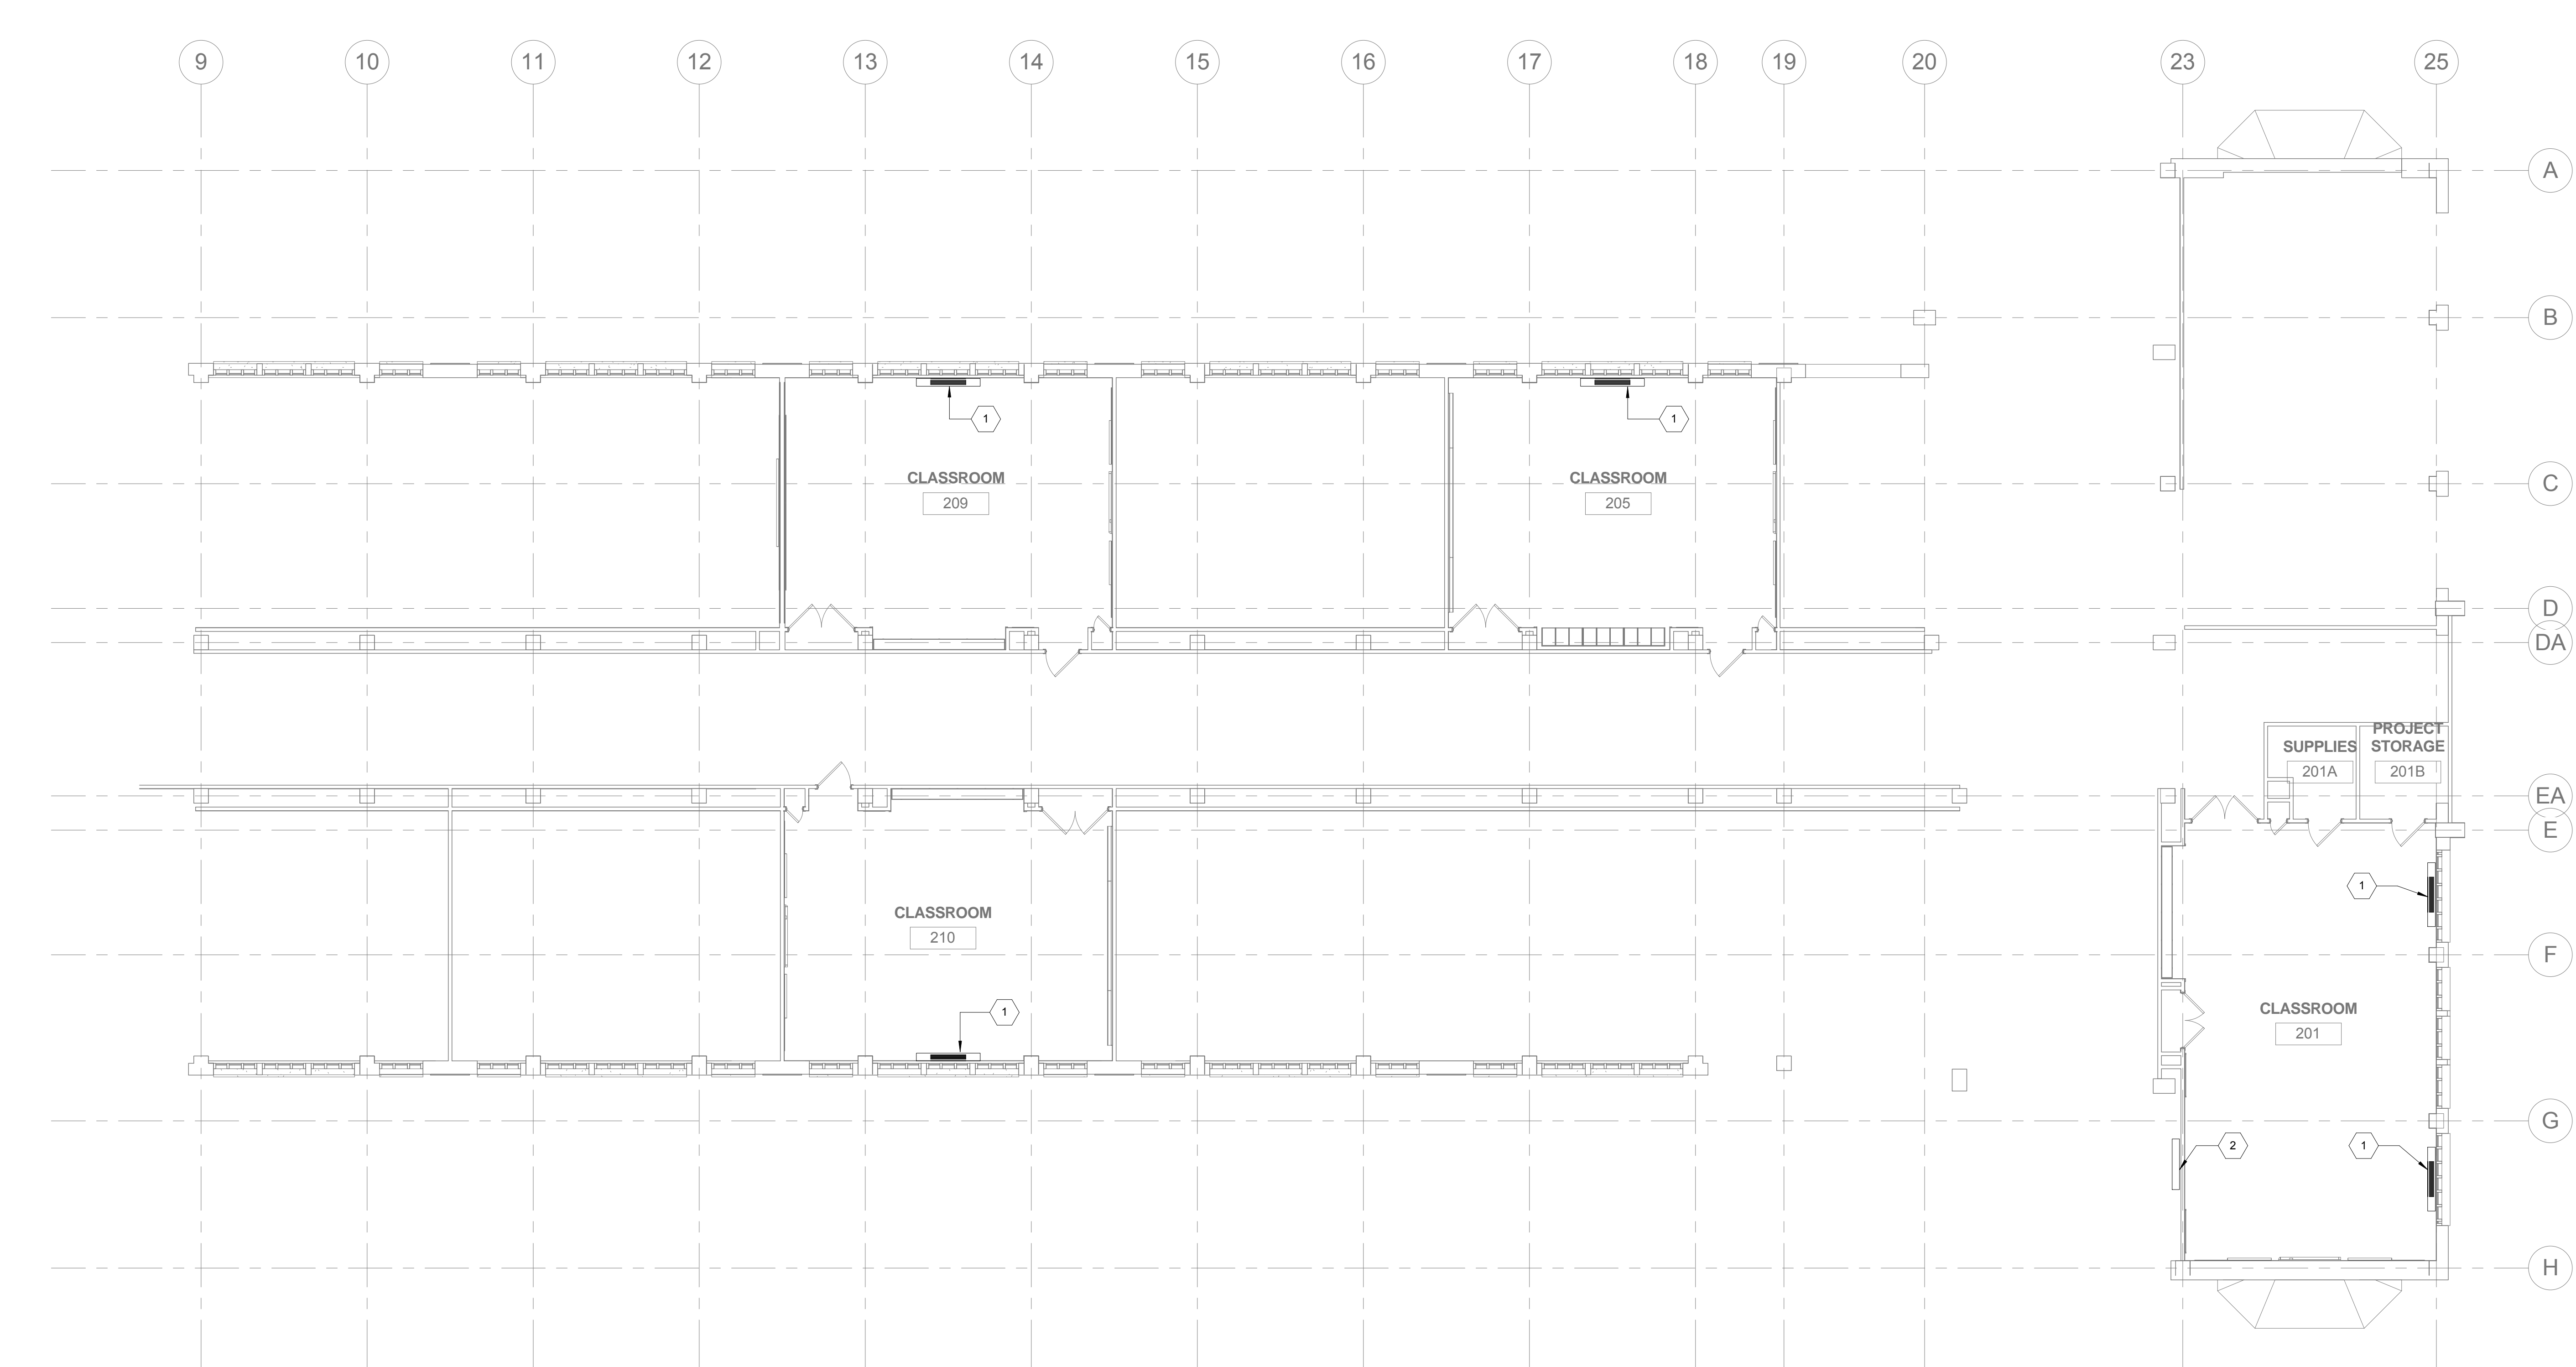 9
10
11
12
13
14
15
16
17
18
19
20
23
25
A
B
1
1
CLASSROOM
209
CLASSROOM
205
C
D
DA
PROJECT
STORAGE
201B
SUPPLIES
201A
EA
E
1
CLASSROOM
210
F
1
CLASSROOM
201
G
2
1
H